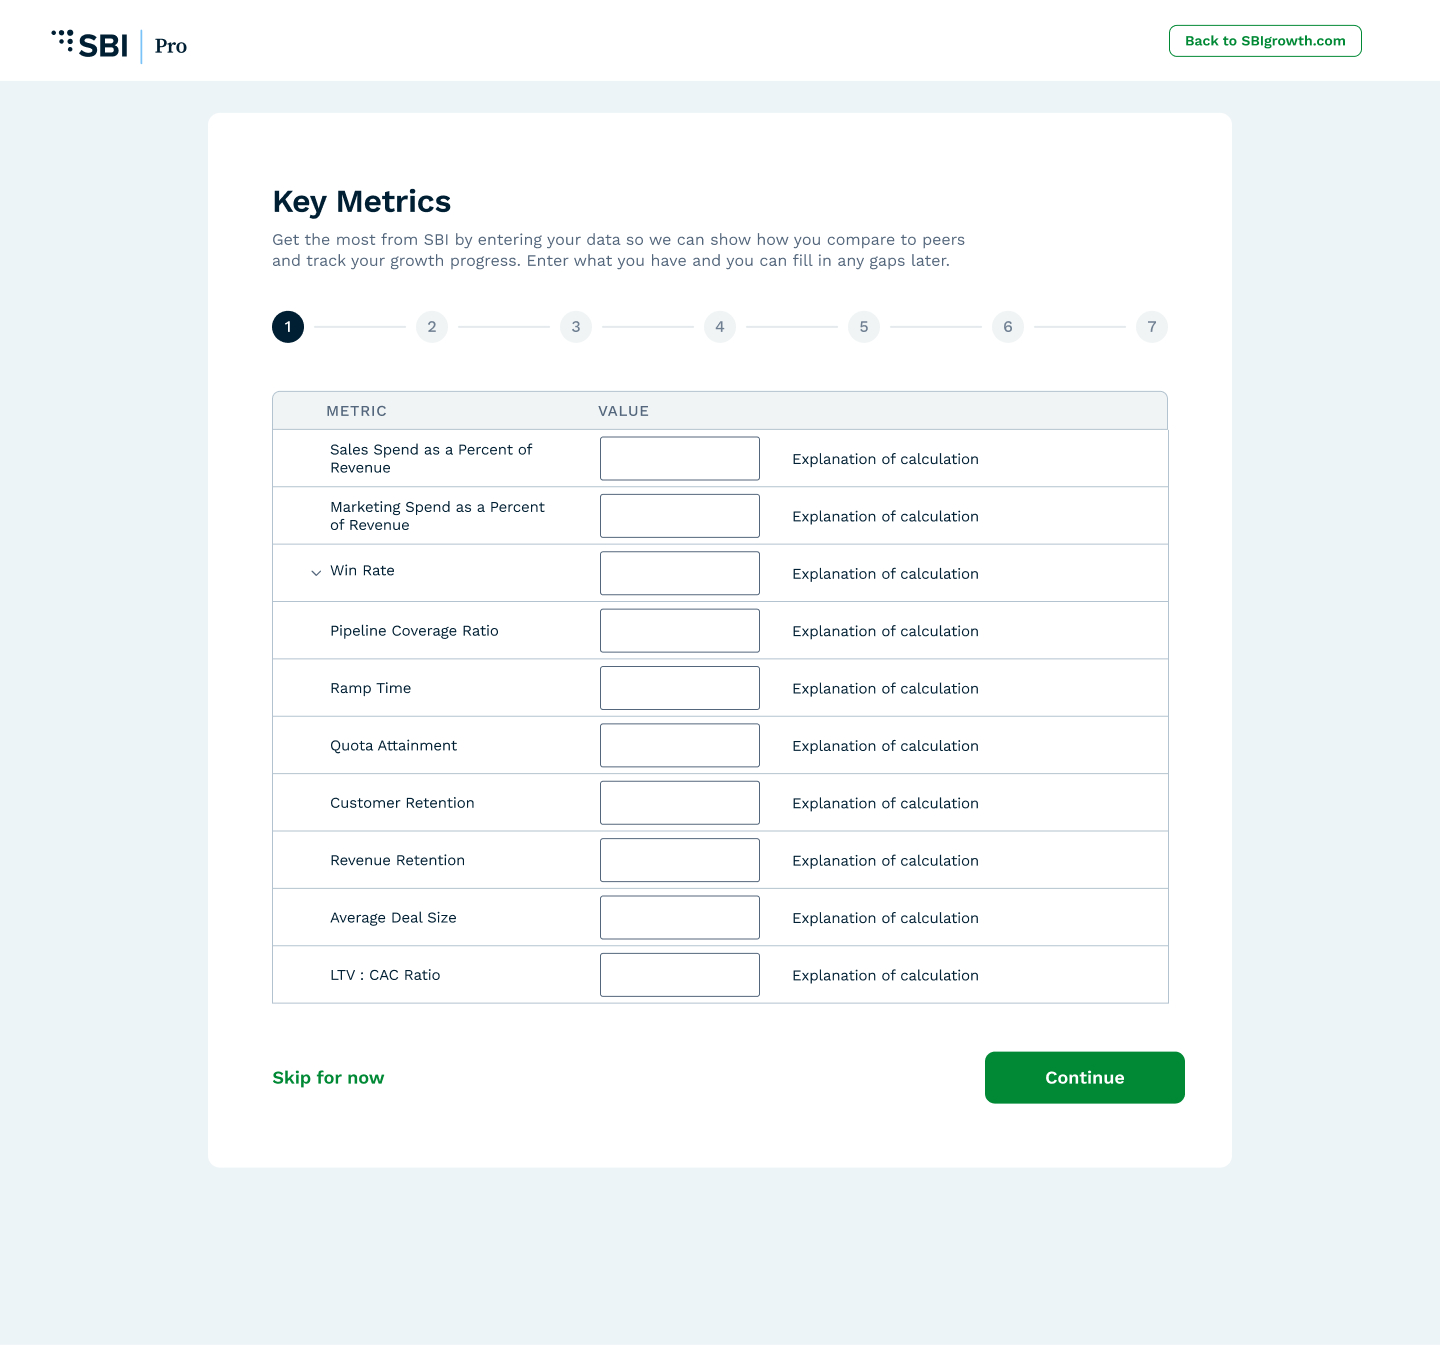 SBI Pro
Back to SBIgrowth.com
Key Metrics
Get the most from SBI by entering your data so we can show how you compare to peers
and track your growth progress. Enter what you have and you can fill in any gaps later.
1 2 3 4 5 6 7
METRIC VALUE
Sales Spend as a Percent of
Revenue
Explanation of calculation
Marketing Spend as a Percent
of Revenue
Explanation of calculation
Win Rate Explanation of calculation
Pipeline Coverage Ratio Explanation of calculation
Ramp Time Explanation of calculation
Quota Attainment Explanation of calculation
Customer Retention Explanation of calculation
Revenue Retention Explanation of calculation
Average Deal Size Explanation of calculation
LTV : CAC Ratio Explanation of calculation
Skip for now Continue